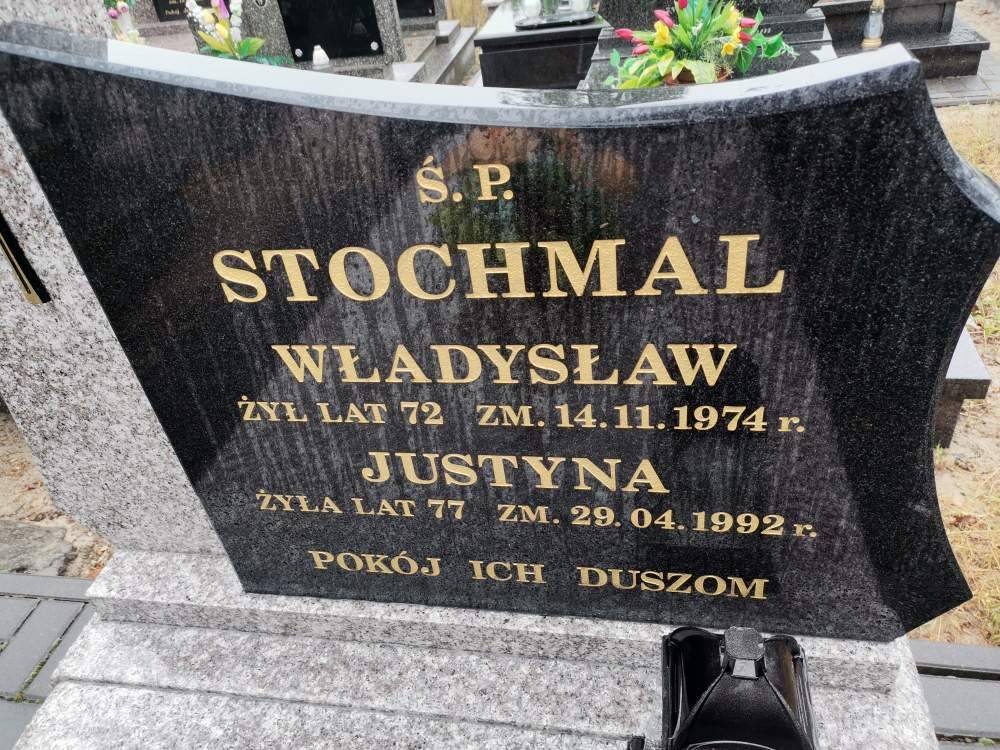 Ś.P.
STOCHMAL
WŁADYSŁAW
ŻYŁ LAT 72 ZM. 14.11.1974 r.
JUSTYNA
ŻYŁA LAT 77 ZM. 29.04.1992 r.
POKÓJ ICH DUSZOM